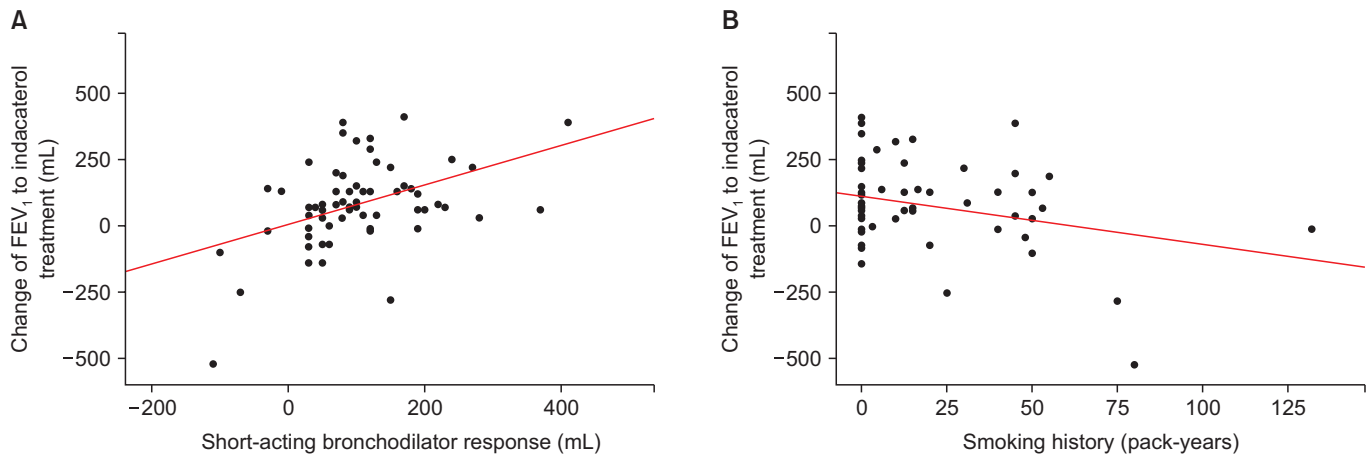 A
Change of FEV1 to indacaterol
treatmen t (mL)
500
250
0
−250
−500
−200
0
200
400
Short-acting bronchodilator response (mL)
B
Change of FEV1 to indacaterol
treatment (mL)
500
250
0
−250
−500
0
25
50
75
100
125
Smoking history (pack-years)